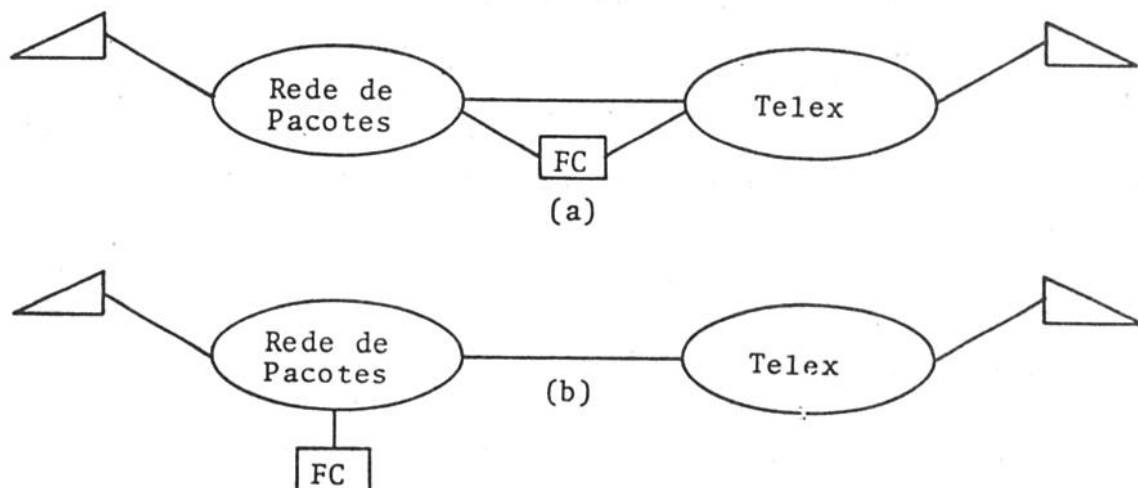 Rede de
Pacotes
Telex
FC
(a)
Rede de
Pacotes
Telex
(b)
FC